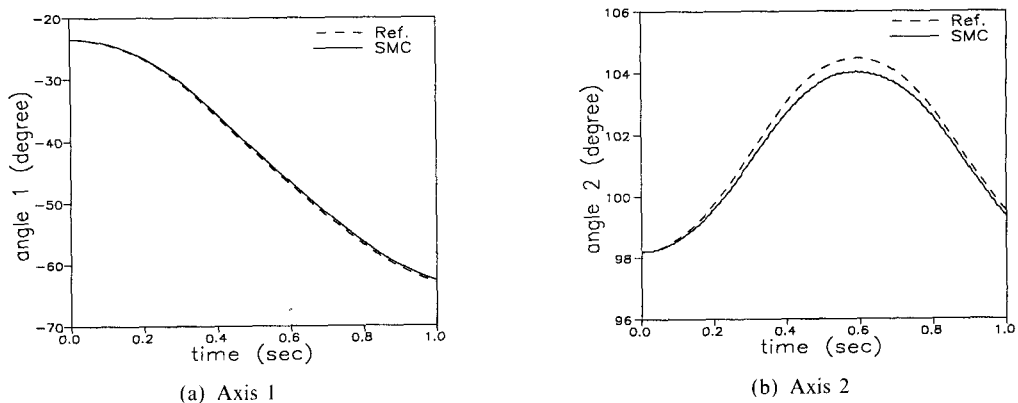 -20
-30
-40
-50
-60
-70
angle 1 (degree)
Ref.
SMC
0.0 0.2 0.4 0.6 0.8 1.0
time (sec)
(a) Axis 1
106
104
102
100
98
96
angle 2 (degree)
Ref.
SMC
0.0 0.2 0.4 0.6 0.8 1.0
time (sec)
(b) Axis 2